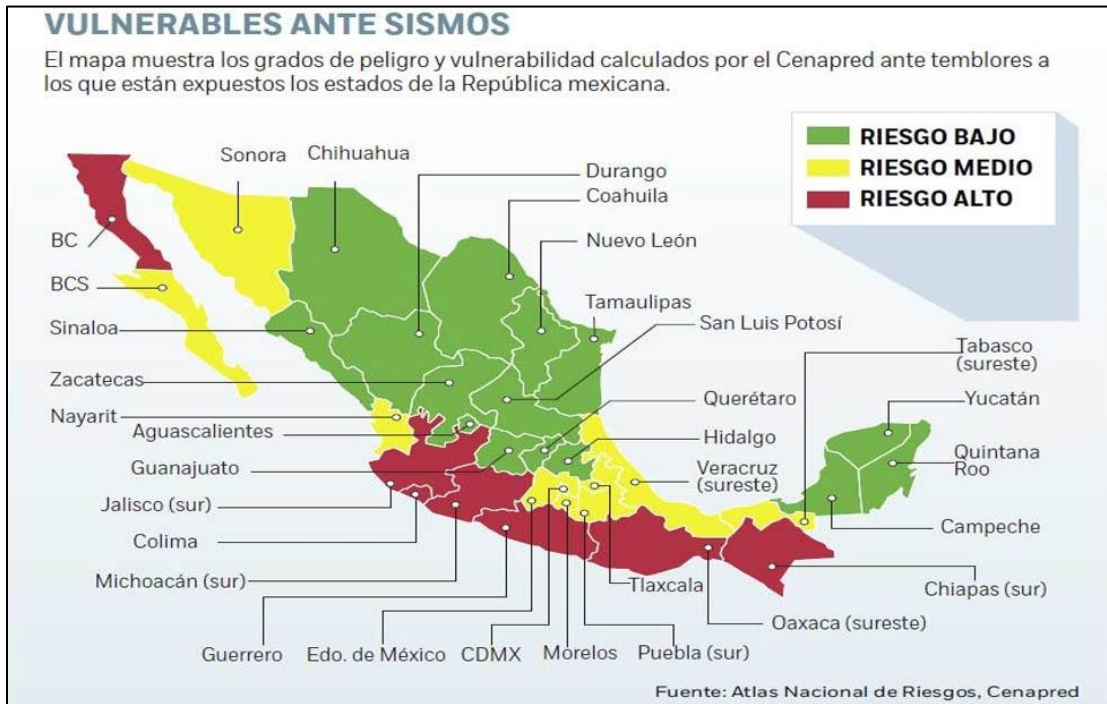 VULNERABLES ANTE SISMOS
El mapa muestra los grados de peligro y vulnerabilidad calculados por el Cenapred ante temblores a
los que están expuestos los estados de la República mexicana.
RIESGO BAJO
RIESGO MEDIO
RIESGO ALTO
Sonora
Chihuahua
Durango
Coahuila
BC
Nuevo León
BCS
Tamaulipas
Sinaloa
San Luis Potosí
Tabasco
(sureste)
Zacatecas
Querétaro
Yucatán
Nayarit
Aguascalientes
Hidalgo
Quintana
Roo
Guanajuato
Veracruz
(sureste)
Jalisco (sur)
Campeche
Colima
Michoacán (sur)
Tlaxcala
Chiapas (sur)
Oaxaca (sureste)
Guerrero
Edo. de México
CDMX
Morelos
Puebla (sur)
Fuente: Atlas Nacional de Riesgos, Cenapred